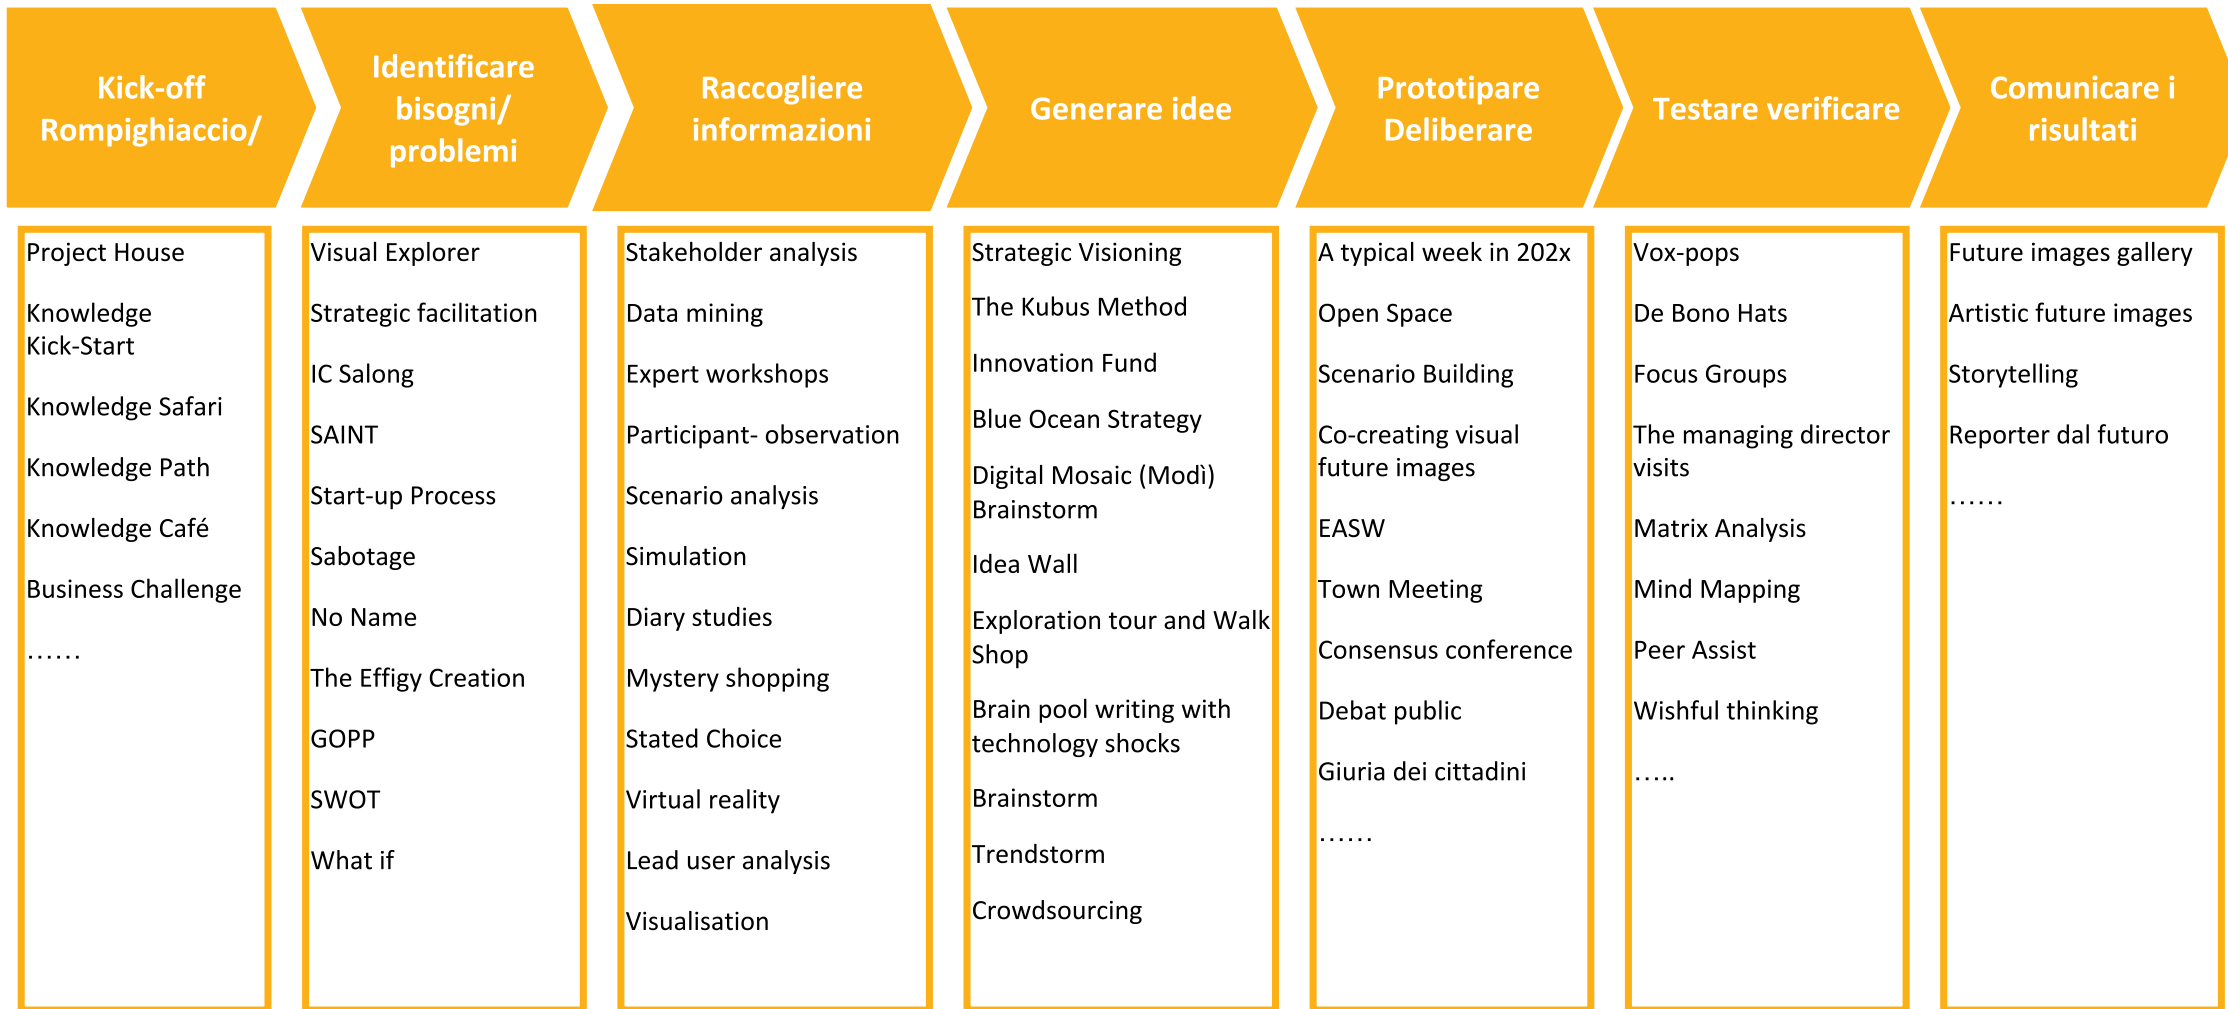 Kick-off
Rompighiaccio/
Identificare
bisogni/
problemi
Raccogliere
informazioni
Generare idee
Prototipare
Deliberare
Testare verificare
Comunicare i
risultati
Project House
Knowledge
Kick-Start
Knowledge Safari
Knowledge Path
Knowledge Café
Business Challenge
……
Visual Explorer
Strategic facilitation
IC Salong
SAINT
Start-up Process
Sabotage
No Name
The Effigy Creation
GOPP
SWOT
What if
Stakeholder analysis
Data mining
Expert workshops
Participant- observation
Scenario analysis
Simulation
Diary studies
Mystery shopping
Stated Choice
Virtual reality
Lead user analysis
Visualisation
Strategic Visioning
The Kubus Method
Innovation Fund
Blue Ocean Strategy
Digital Mosaic (Modì)
Brainstorm
Idea Wall
Exploration tour and Walk
Shop
Brain pool writing with
technology shocks
Brainstorm
Trendstorm
Crowdsourcing
A typical week in 202x
Open Space
Scenario Building
Co-creating visual
future images
EASW
Town Meeting
Consensus conference
Debat public
Giuria dei cittadini
……
Vox-pops
De Bono Hats
Focus Groups
The managing director
visits
Matrix Analysis
Mind Mapping
Peer Assist
Wishful thinking
…..
Future images gallery
Artistic future images
Storytelling
Reporter dal futuro
……